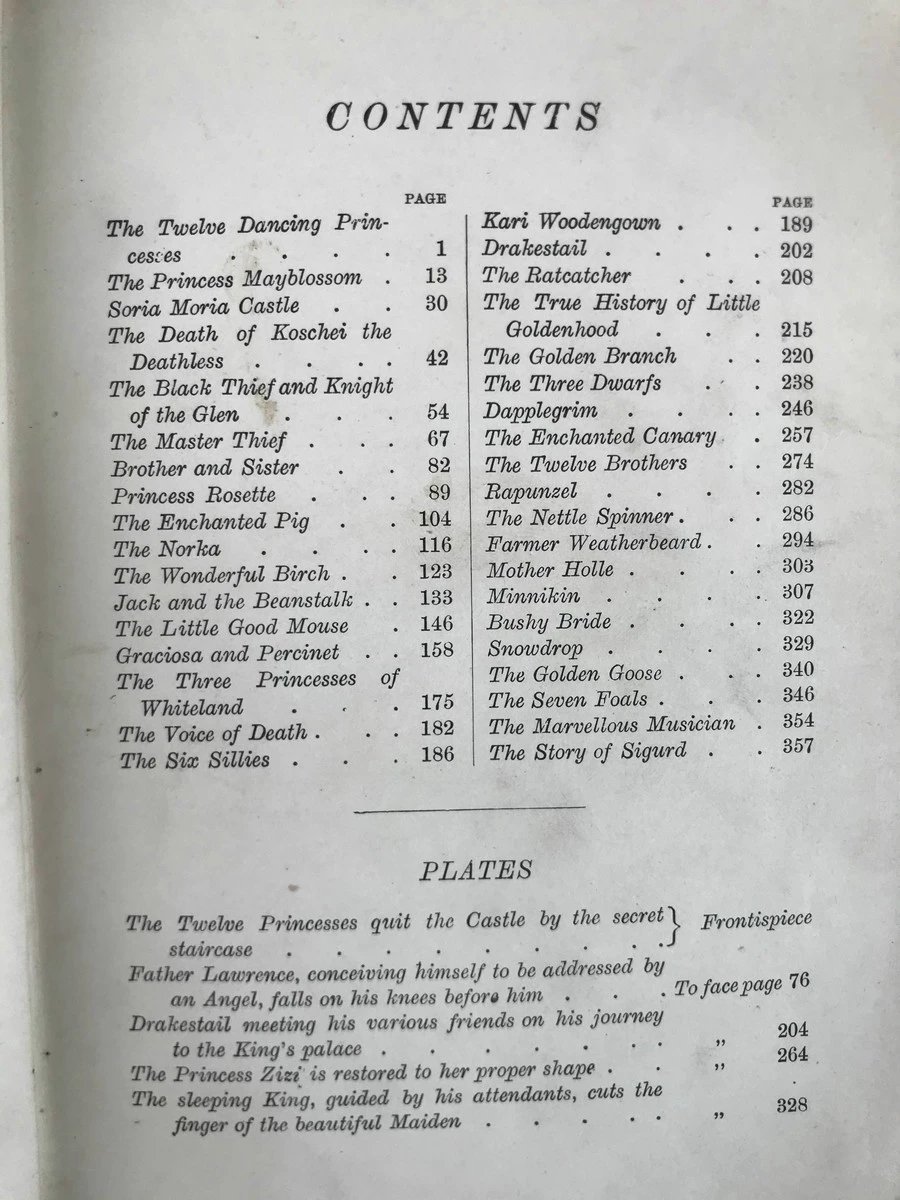 CONTENTS
PAGE
The Twelve Dancing Prin-
cesses . . . . 1
The Princess Mayblossom . 13
Soria Moria Castle . . 30
The Death of Koschei the
Deathless . . . . 42
The Black Thief and Knight
of the Glen . . . 54
The Master Thief . . . 67
Brother and Sister . . 82
Princess Rosette . . . 89
The Enchanted Pig . . 104
The Norka . . . . 116
The Wonderful Birch . . 123
Jack and the Beanstalk . . 133
The Little Good Mouse . 146
Graciosa and Percinet . . 158
The Three Princesses of
Whiteland . . . 175
The Voice of Death . . . 182
The Six Sillies . . . 186
PAGE
Kari Woodengown . . . 189
Drakestail . . . . 202
The Ratcatcher . . . 208
The True History of Little
Goldenhood . . . 215
The Golden Branch . . 220
The Three Dwarfs . . 238
Dapplegrim . . . . 246
The Enchanted Canary . 257
The Twelve Brothers . . 274
Rapunzel . . . . 282
The Nettle Spinner . . . 286
Farmer Weatherbeard . . 294
Mother Holle . . . . 303
Minnikin . . . . 307
Bushy Bride . . . . 322
Snowdrop . . . . 329
The Golden Goose . . . 340
The Seven Foals . . . 346
The Marvellous Musician . 354
The Story of Sigurd . . 357
PLATES
The Twelve Princesses quit the Castle by the secret } Frontispiece
staircase . . . . . . . . .
Father Lawrence, conceiving himself to be addressed by
an Angel, falls on his knees before him . . . To face page 76
Drakestail meeting his various friends on his journey
to the King's palace . . . . . . . „ 204
The Princess Zizi is restored to her proper shape . . „ 264
The sleeping King, guided by his attendants, cuts the
finger of the beautiful Maiden . . . . . „ 328